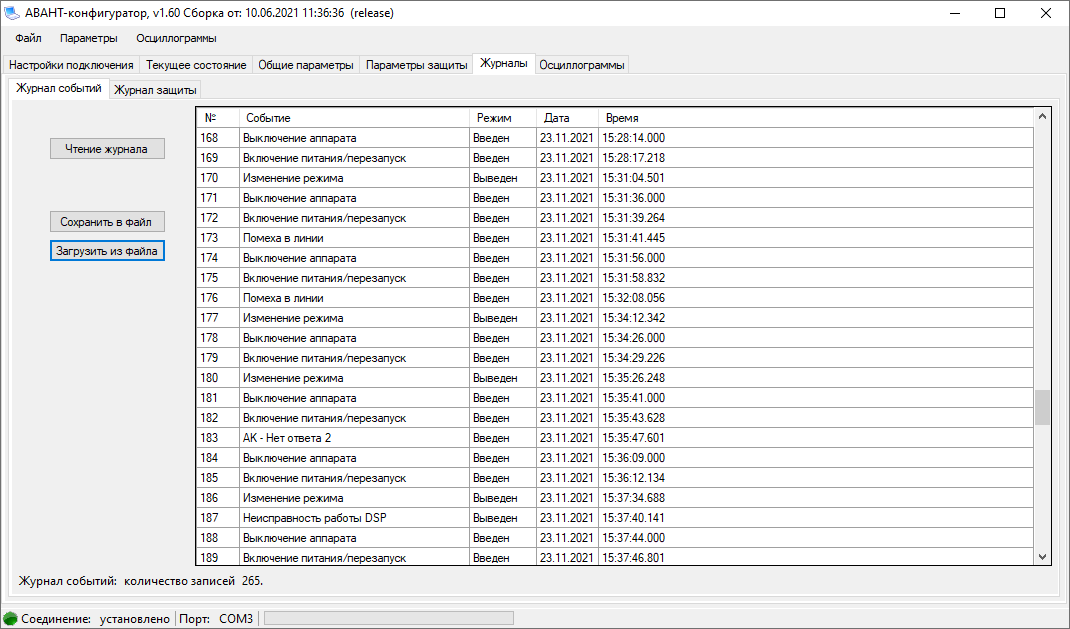 АВАНТ-конфигуратор, v1.60 Сборка от: 10.06.2021 11:36:36 (release)
Файл Параметры Осциллограммы
Настройки подключения Текущее состояние Общие параметры Параметры защиты Журналы Осциллограммы
Журнал событий Журнал защиты
Чтение журнала
Сохранить в файл
Загрузить из файла
№ Событие Режим Дата Время
168 Выключение аппарата Введен 23.11.2021 15:28:14.000
169 Включение питания/перезапуск Введен 23.11.2021 15:28:17.218
170 Изменение режима Выведен 23.11.2021 15:31:04.501
171 Выключение аппарата Введен 23.11.2021 15:31:36.000
172 Включение питания/перезапуск Введен 23.11.2021 15:31:39.264
173 Помеха в линии Введен 23.11.2021 15:31:41.445
174 Выключение аппарата Введен 23.11.2021 15:31:56.000
175 Включение питания/перезапуск Введен 23.11.2021 15:31:58.832
176 Помеха в линии Введен 23.11.2021 15:32:08.056
177 Изменение режима Выведен 23.11.2021 15:34:12.342
178 Выключение аппарата Введен 23.11.2021 15:34:26.000
179 Включение питания/перезапуск Введен 23.11.2021 15:34:29.226
180 Изменение режима Выведен 23.11.2021 15:35:26.248
181 Выключение аппарата Введен 23.11.2021 15:35:41.000
182 Включение питания/перезапуск Введен 23.11.2021 15:35:43.628
183 АК - Нет ответа 2 Введен 23.11.2021 15:35:47.601
184 Выключение аппарата Введен 23.11.2021 15:36:09.000
185 Включение питания/перезапуск Введен 23.11.2021 15:36:12.134
186 Изменение режима Выведен 23.11.2021 15:37:34.688
187 Неисправность работы DSP Выведен 23.11.2021 15:37:40.141
188 Выключение аппарата Введен 23.11.2021 15:37:44.000
189 Включение питания/перезапуск Введен 23.11.2021 15:37:46.801
Журнал событий: количество записей 265.
Соединение: установлено Порт: COM3